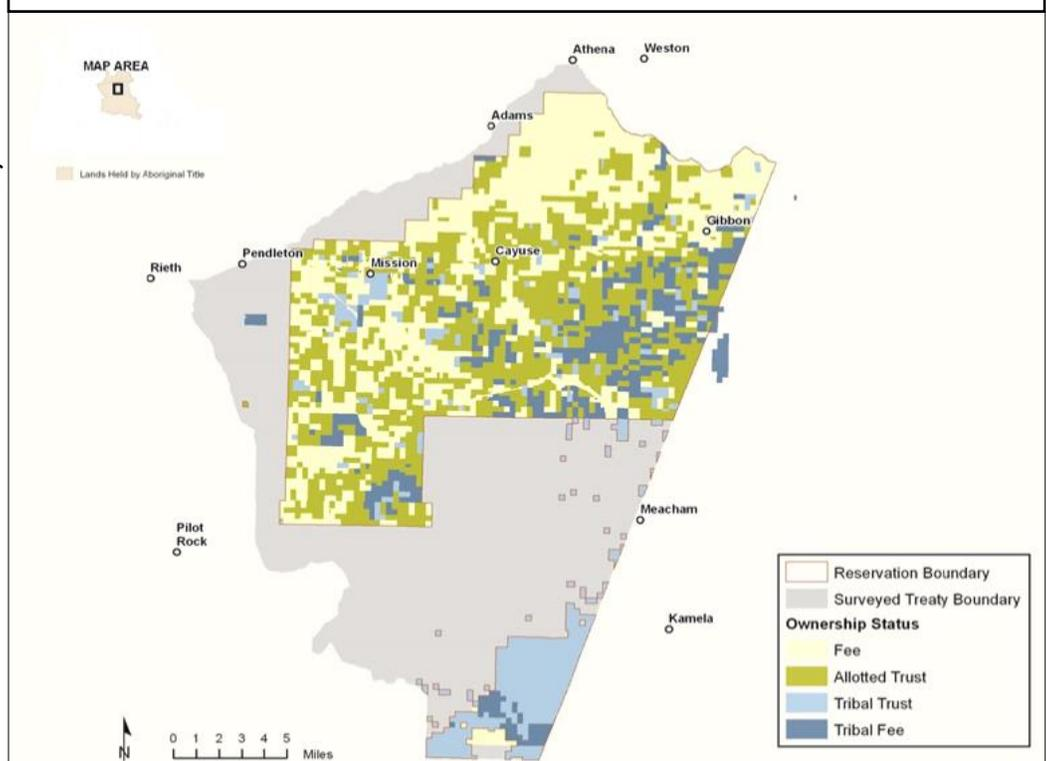 MAP AREA
Lands Held by Aboriginal Title
Athena
Weston
Adams
Gibbon
Pendleton
Cayuse
Mission
Rieth
Meacham
Pilot
Rock
Kamela
Reservation Boundary
Surveyed Treaty Boundary
Ownership Status
Fee
Allotted Trust
Tribal Trust
Tribal Fee
N
0 1 2 3 4 5
Miles